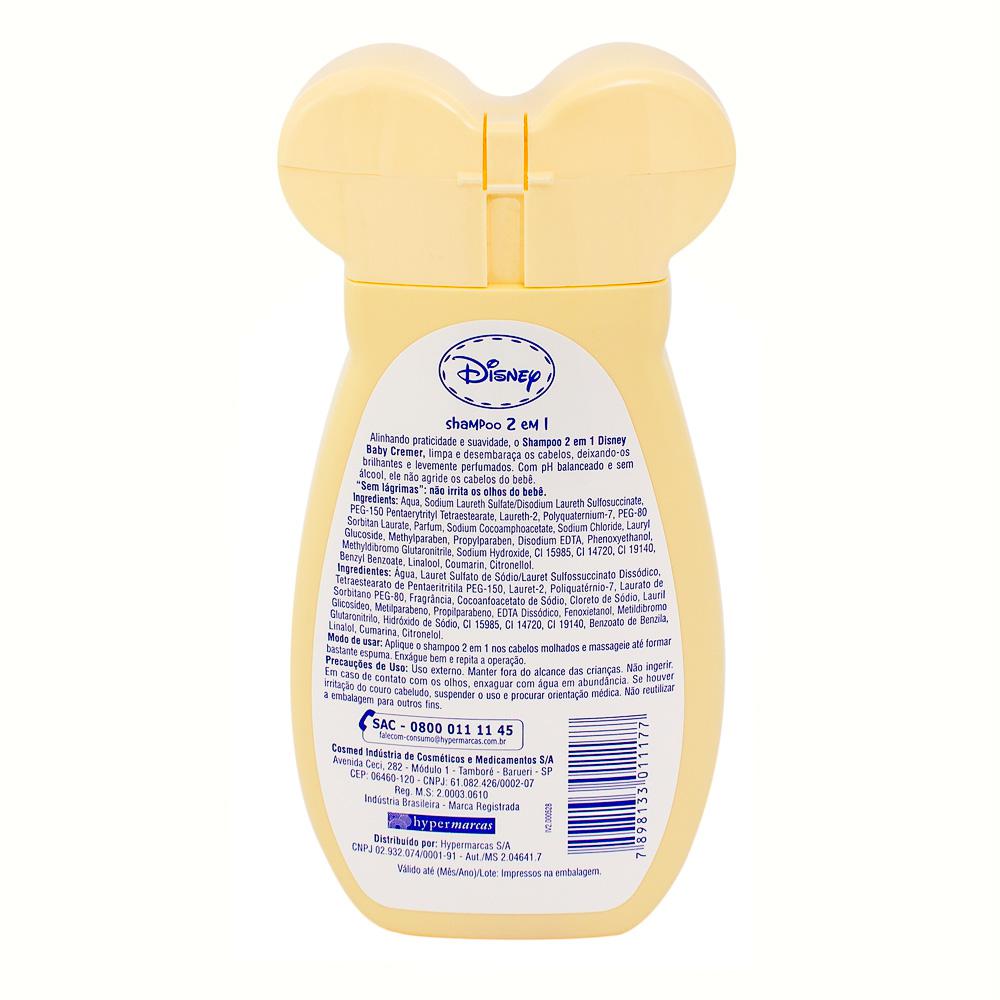 Disney
shampoo 2 em 1
Alinhando praticidade e suavidade, o Shampoo 2 em 1 Disney
Baby Cremer, limpa e desembaraça os cabelos, deixando-os
brilhantes e levemente perfumados. Com pH balanceado e sem
álcool, ele não agride os cabelos do bebê.
"Sem lágrimas": não irrita os olhos do bebê.
Ingredients: Aqua, Sodium Laureth Sulfate/Disodium Laureth Sulfosuccinate,
PEG-150 Pentaerytrityl Tetraestearate, Laureth-2, Polyquaternium-7, PEG-80
Sorbitan Laurate, Parfum, Sodium Cocoamphoacetate, Sodium Chloride, Lauryl
Glucoside, Methylparaben, Propylparaben, Disodium EDTA, Phenoxyethanol,
Methyldibromo Glutaronitrile, Sodium Hydroxide, CI 15985, CI 14720, CI 19140,
Benzyl Benzoate, Linalool, Coumarin, Citronellol.
Ingredientes: Água, Lauret Sulfato de Sódio/Lauret Sulfossuccinato Dissódico,
Tetraestearato de Pentaeritritila PEG-150, Lauret-2, Poliquatérnio-7, Laurato de
Sorbitano PEG-80, Fragrância, Cocoanfoacetato de Sódio, Cloreto de Sódio, Lauril
Glicosídeo, Metilparabeno, Propilparabeno, EDTA Dissódico, Fenoxietanol, Metildibromo
Glutaronitrilo, Hidróxido de Sódio, CI 15985, CI 14720, CI 19140, Benzoato de Benzila,
Linalol, Cumarina, Citronelol.
Modo de usar: Aplique o shampoo 2 em 1 nos cabelos molhados e massageie até formar
bastante espuma. Enxágue bem e repita a operação.
Precauções de Uso: Uso externo. Manter fora do alcance das crianças. Não ingerir.
Em caso de contato com os olhos, enxaguar com água em abundância. Se houver
irritação do couro cabeludo, suspender o uso e procurar orientação médica. Não reutilizar
a embalagem para outros fins.
SAC - 0800 011 11 45
falecom-consumo@hypermarcas.com.br
Cosmed Indústria de Cosméticos e Medicamentos S/A
Avenida Ceci, 282 - Módulo 1 - Tamboré - Barueri - SP
CEP: 06460-120 - CNPJ: 61.082.426/0002-07
Reg. M.S: 2.0003.0610
Indústria Brasileira - Marca Registrada
hypermarcas
Distribuído por: Hypermarcas S/A
CNPJ 02.932.074/0001-91 - Aut./MS 2.04641.7
Válido até (Mês/Ano)/Lote: Impressos na embalagem.
IV2.000928
7 898133 011177